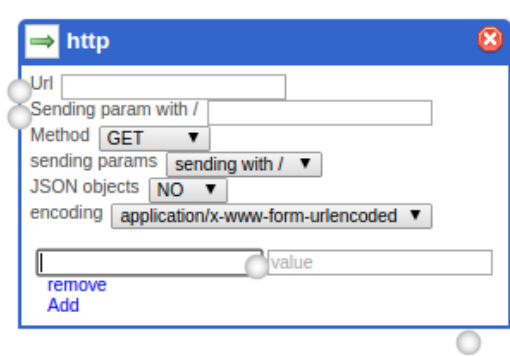 http
Url
Sending param with /
Method GET
sending params sending with /
JSON objects NO
encoding application/x-www-form-urlencoded
value
remove
Add